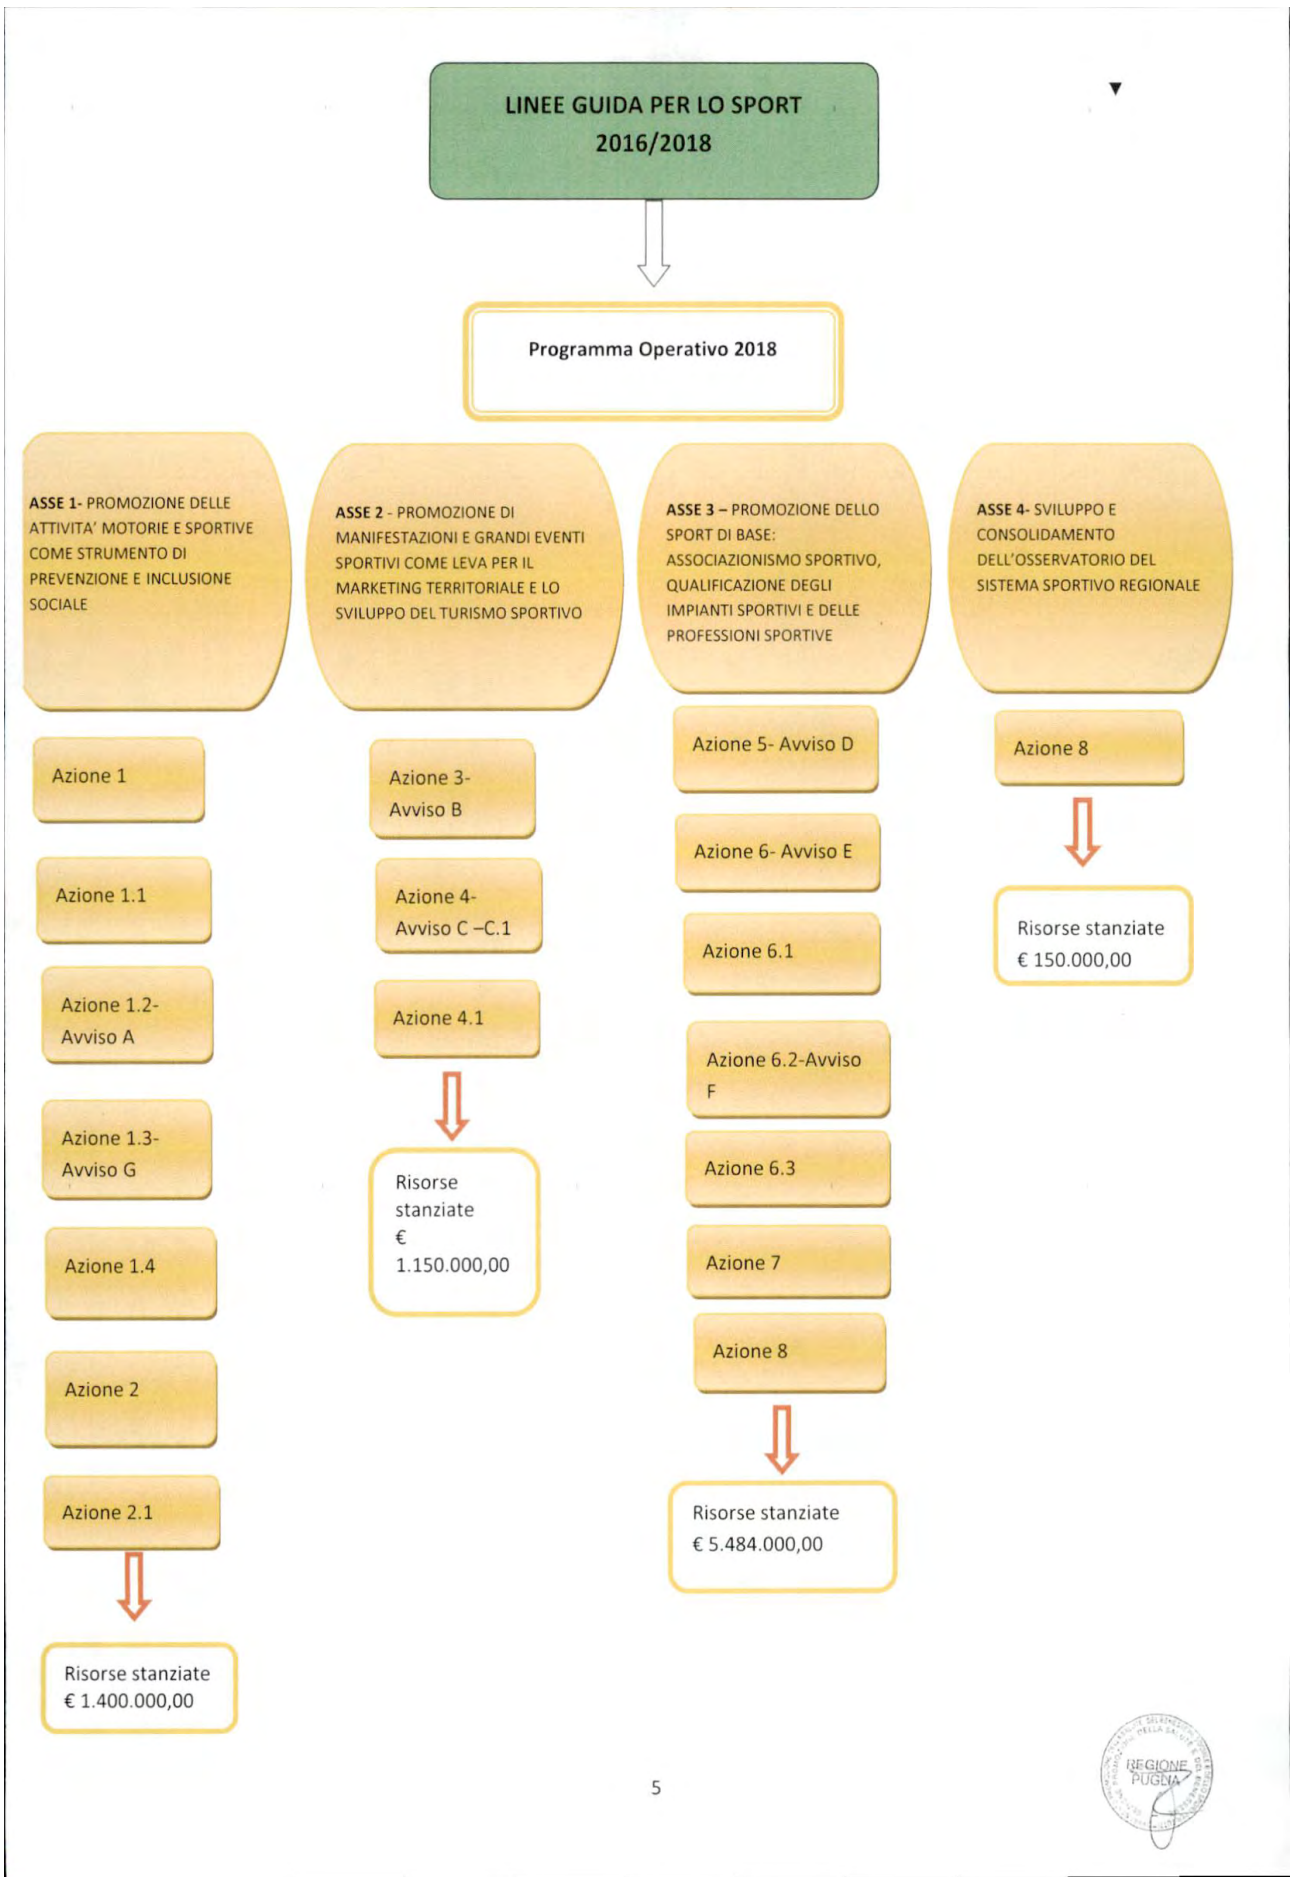 LINEE GUIDA PER LO SPORT
2016/2018
Programma Operativo 2018
ASSE 1- PROMOZIONE DELLE
ATTIVITA' MOTORIE E SPORTIVE
COME STRUMENTO DI
PREVENZIONE E INCLUSIONE
SOCIALE
Azione 1
Azione 1.1
Azione 1.2-
Avviso A
Azione 1.3-
Avviso G
Azione 1.4
Azione 2
Azione 2.1
Risorse stanziate
€ 1.400.000,00
ASSE 2 - PROMOZIONE DI
MANIFESTAZIONI E GRANDI EVENTI
SPORTIVI COME LEVA PER IL
MARKETING TERRITORIALE E LO
SVILUPPO DEL TURISMO SPORTIVO
Azione 3-
Avviso B
Azione 4-
Avviso C –C.1
Azione 4.1
Risorse
stanziate
€
1.150.000,00
ASSE 3 – PROMOZIONE DELLO
SPORT DI BASE:
ASSOCIAZIONISMO SPORTIVO,
QUALIFICAZIONE DEGLI
IMPIANTI SPORTIVI E DELLE
PROFESSIONI SPORTIVE
Azione 5- Avviso D
Azione 6- Avviso E
Azione 6.1
Azione 6.2-Avviso
F
Azione 6.3
Azione 7
Azione 8
Risorse stanziate
€ 5.484.000,00
ASSE 4- SVILUPPO E
CONSOLIDAMENTO
DELL'OSSERVATORIO DEL
SISTEMA SPORTIVO REGIONALE
Azione 8
Risorse stanziate
€ 150.000,00
REGIONE
PUGLIA
5